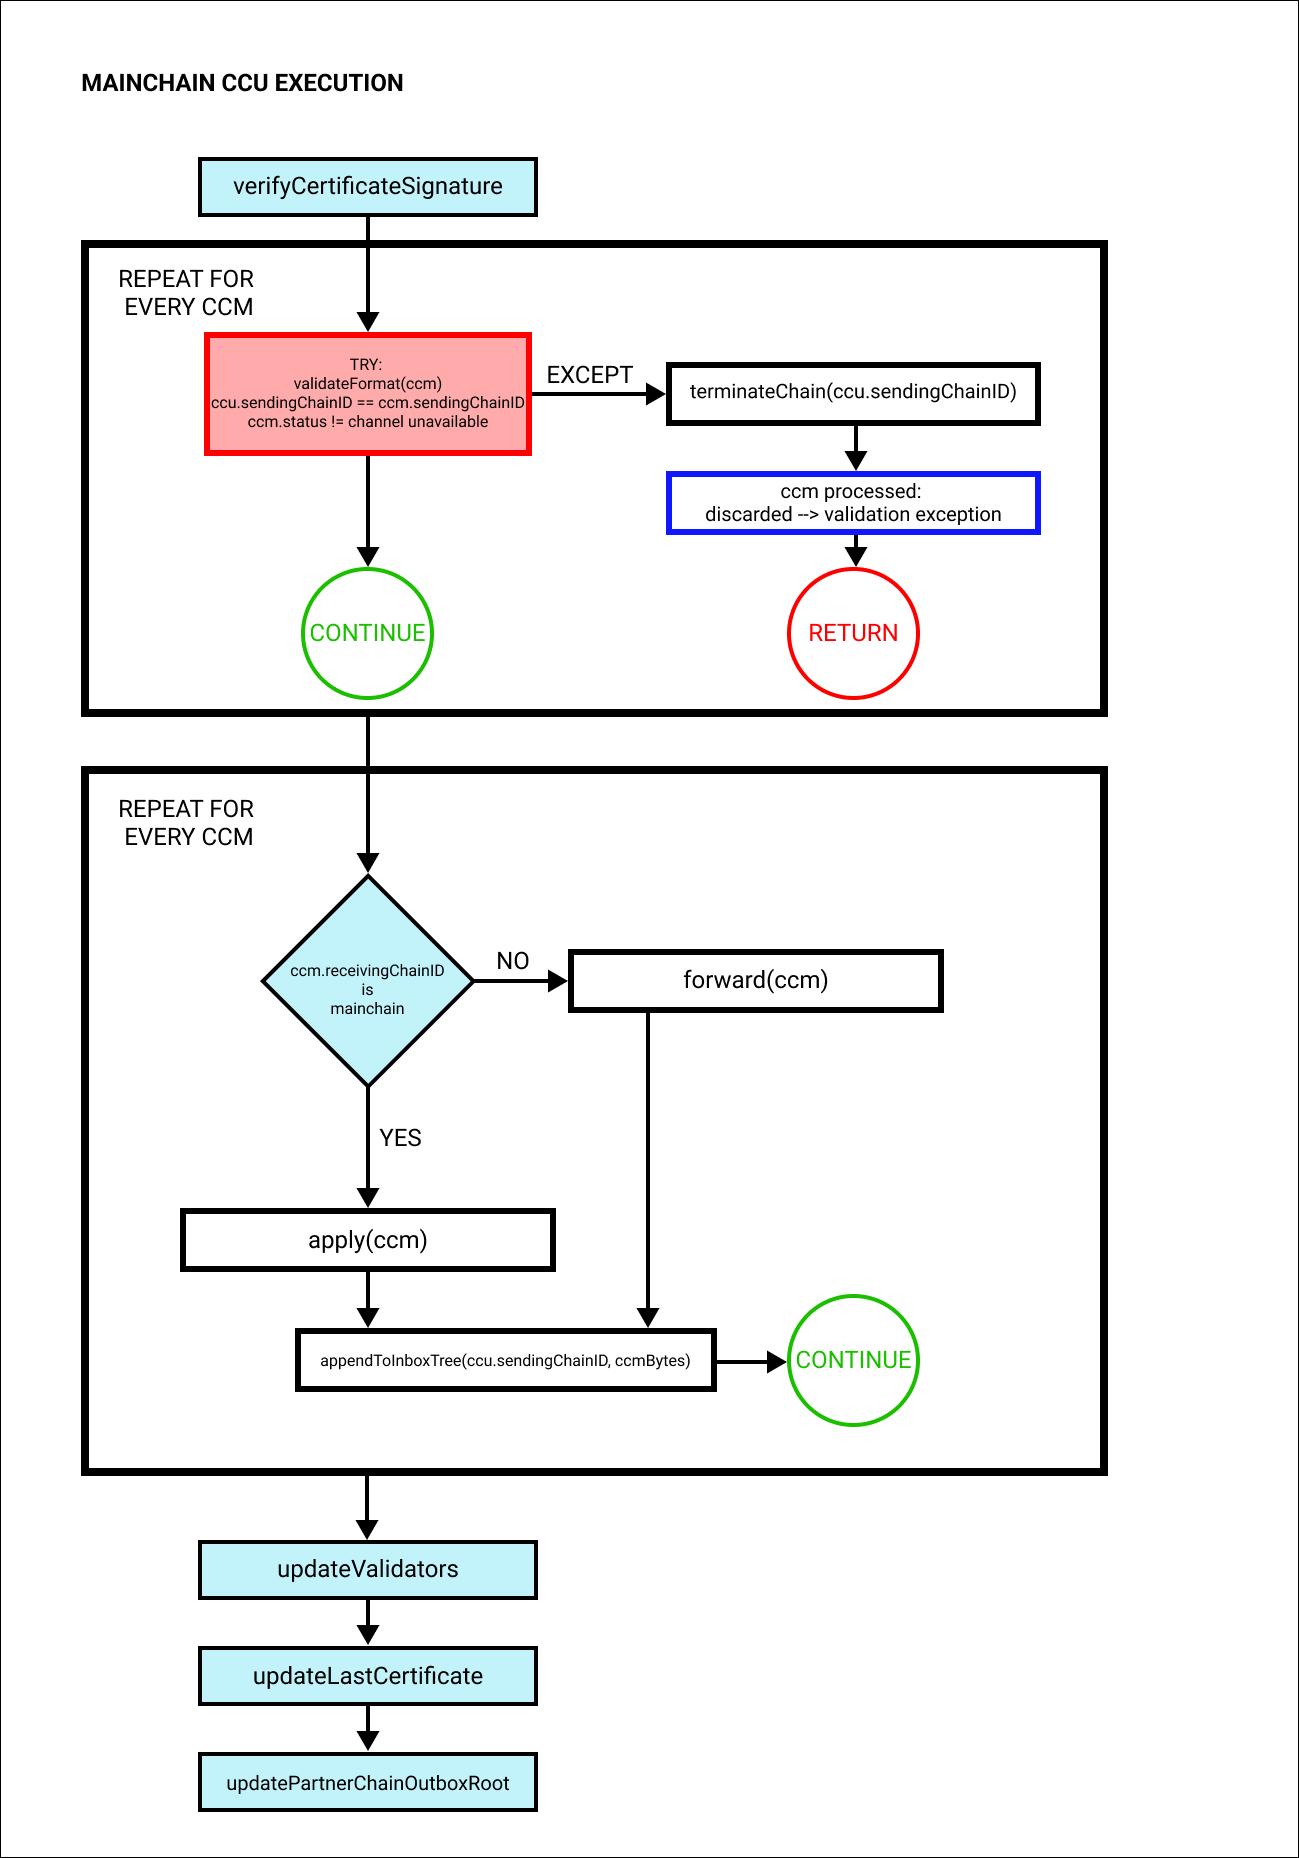 MAINCHAIN CCU EXECUTION
verifyCertificateSignature
REPEAT FOR
EVERY CCM
TRY:
validateFormat(ccm)
ccu.sendingChainID == ccm.sendingChainID
ccm.status != channel unavailable
EXCEPT
terminateChain(ccu.sendingChainID)
ccm processed:
discarded --> validation exception
CONTINUE
RETURN
REPEAT FOR
EVERY CCM
ccm.receivingChainID
is
mainchain
NO
forward(ccm)
YES
apply(ccm)
appendToInboxTree(ccu.sendingChainID, ccmBytes)
CONTINUE
updateValidators
updateLastCertificate
updatePartnerChainOutboxRoot